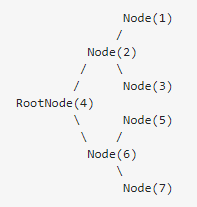 Node(1)
/
Node(2)
/ \
/ Node(3)
RootNode(4)
\ Node(5)
\ /
Node(6)
\
Node(7)